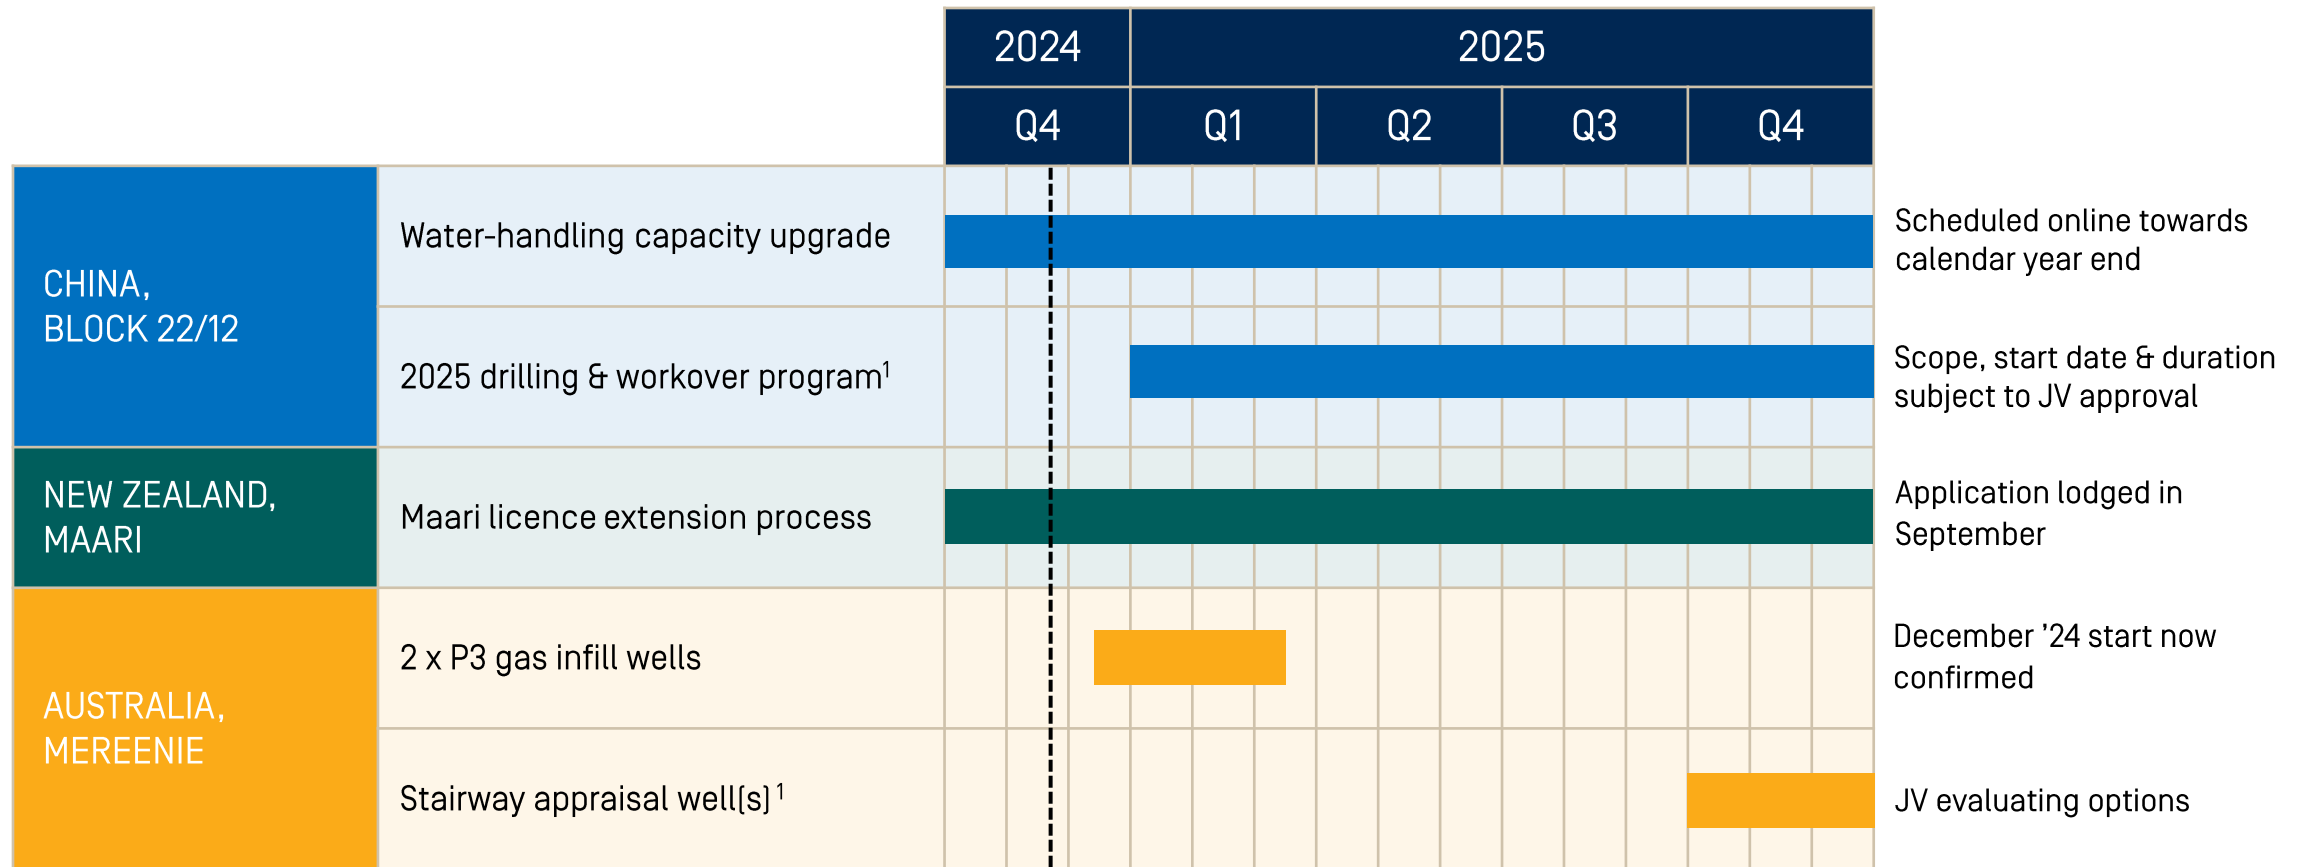 2024
2025
Q4
Q1
Q2
Q3
Q4
CHINA,
BLOCK 22/12
Water-handling capacity upgrade
Scheduled online towards
calendar year end
2025 drilling & workover program¹
Scope, start date & duration
subject to JV approval
NEW ZEALAND,
MAARI
Maari licence extension process
Application lodged in
September
AUSTRALIA,
MEREENIE
2 x P3 gas infill wells
December ’24 start now
confirmed
Stairway appraisal well(s) ¹
JV evaluating options